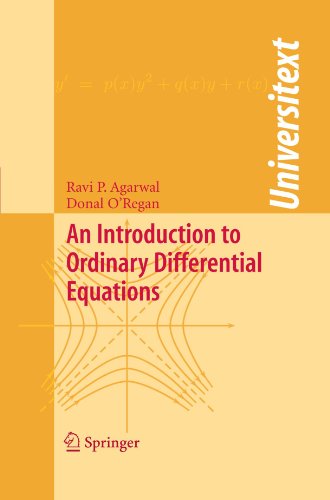 y′ = p(x)y² + q(x)y + r(x)
Universitext
Ravi P. Agarwal
Donal O’Regan
An Introduction to
Ordinary Differential
Equations
Springer